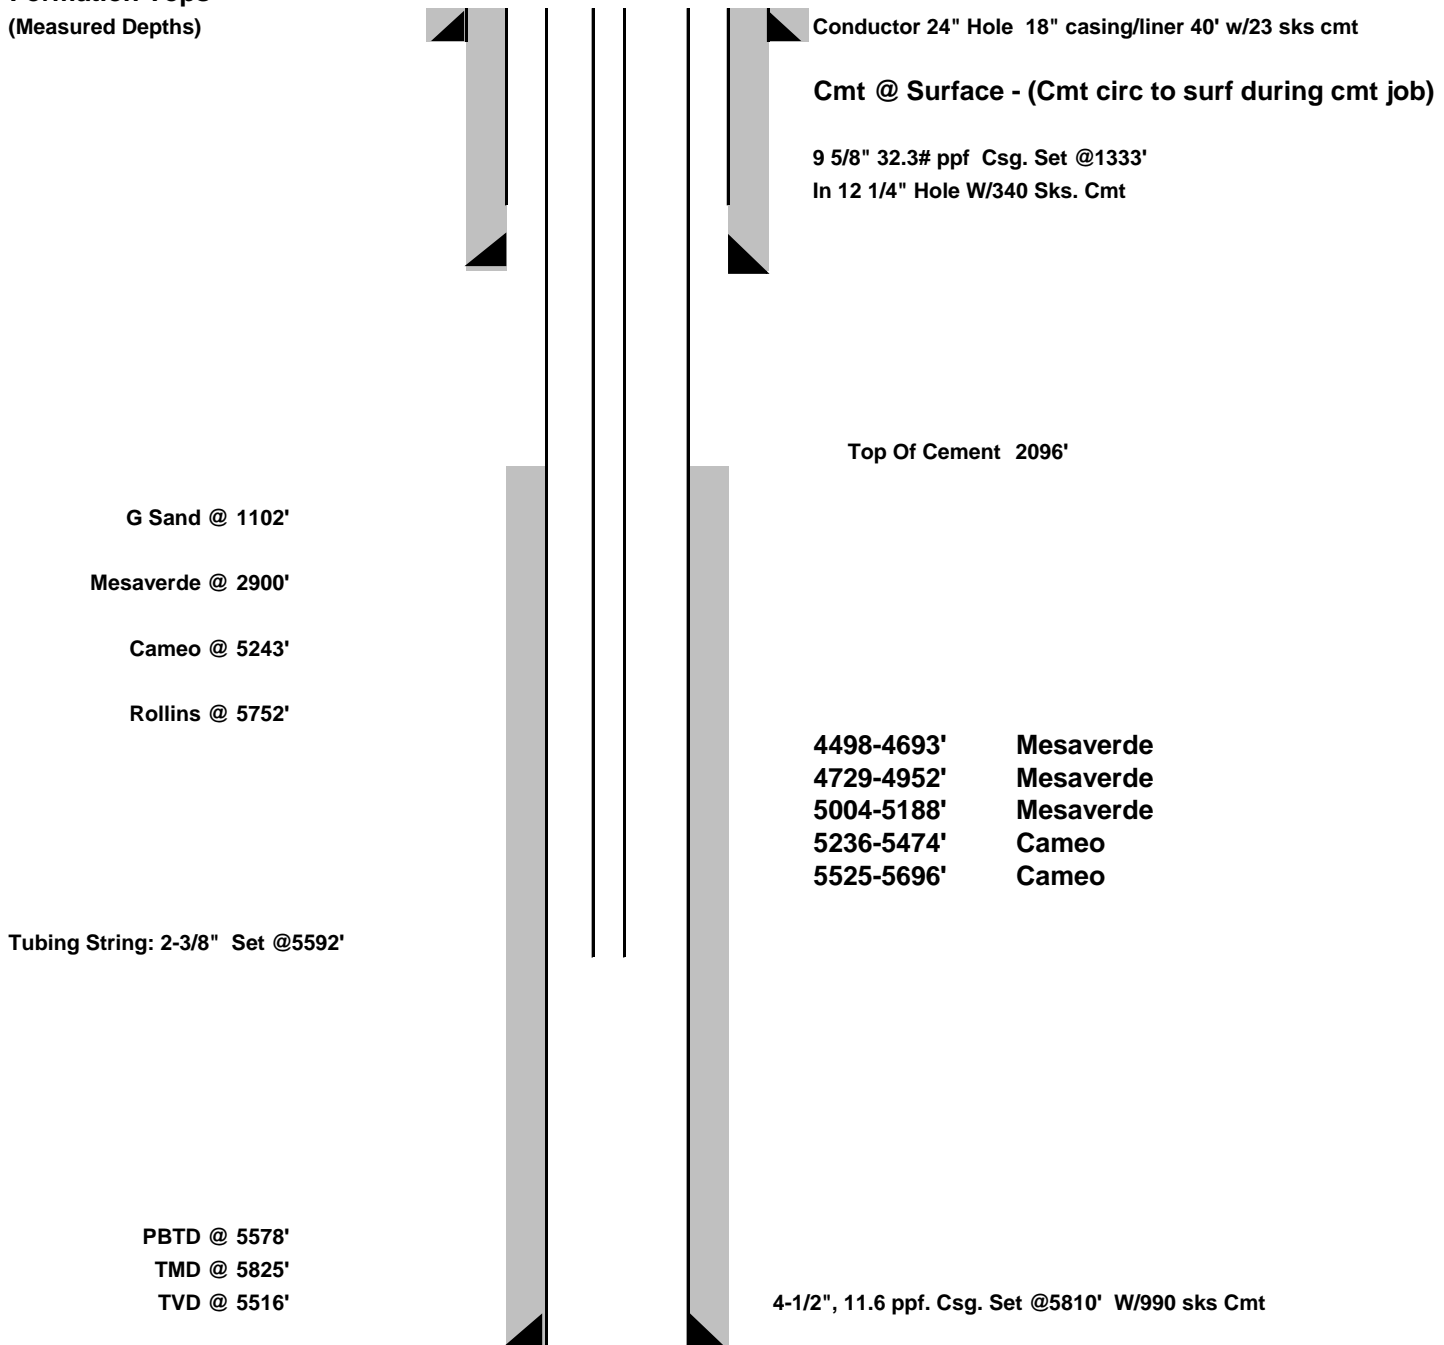 (Measured Depths)
Conductor 24" Hole 18" casing/liner 40' w/23 sks cmt
Cmt @ Surface - (Cmt circ to surf during cmt job)
9 5/8" 32.3# ppf Csg. Set @1333'
In 12 1/4" Hole W/340 Sks. Cmt
Top Of Cement 2096'
G Sand @ 1102'
Mesaverde @ 2900'
Cameo @ 5243'
Rollins @ 5752'
4498-4693' Mesaverde
4729-4952' Mesaverde
5004-5188' Mesaverde
5236-5474' Cameo
5525-5696' Cameo
Tubing String: 2-3/8" Set @5592'
PBTD @ 5578'
TMD @ 5825'
TVD @ 5516'
4-1/2", 11.6 ppf. Csg. Set @5810' W/990 sks Cmt